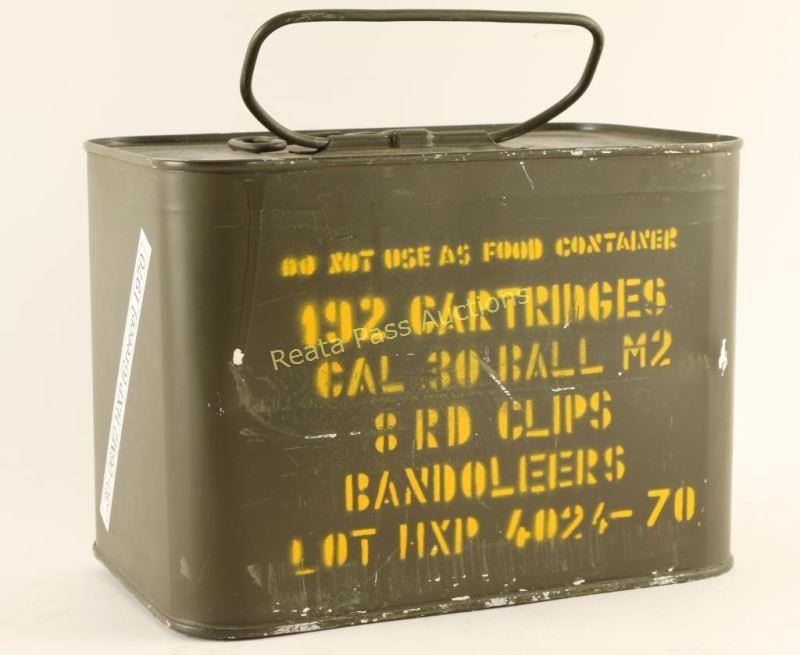 DO NOT USE AS FOOD CONTAINER
192 CARTRIDGES
CAL 30 BALL M2
8 RD CLIPS
BANDOLEERS
LOT HXP 4024-70
Reata Pass Auctions